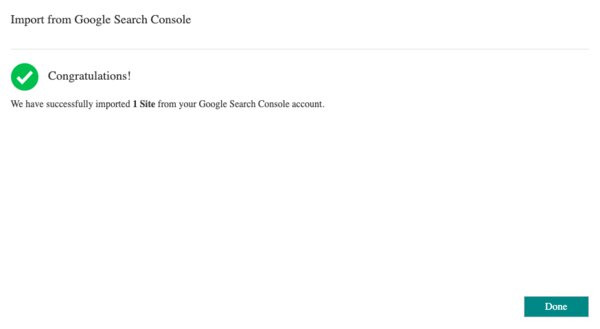 Import from Google Search Console
Congratulations!
We have successfully imported 1 Site from your Google Search Console account.
Done